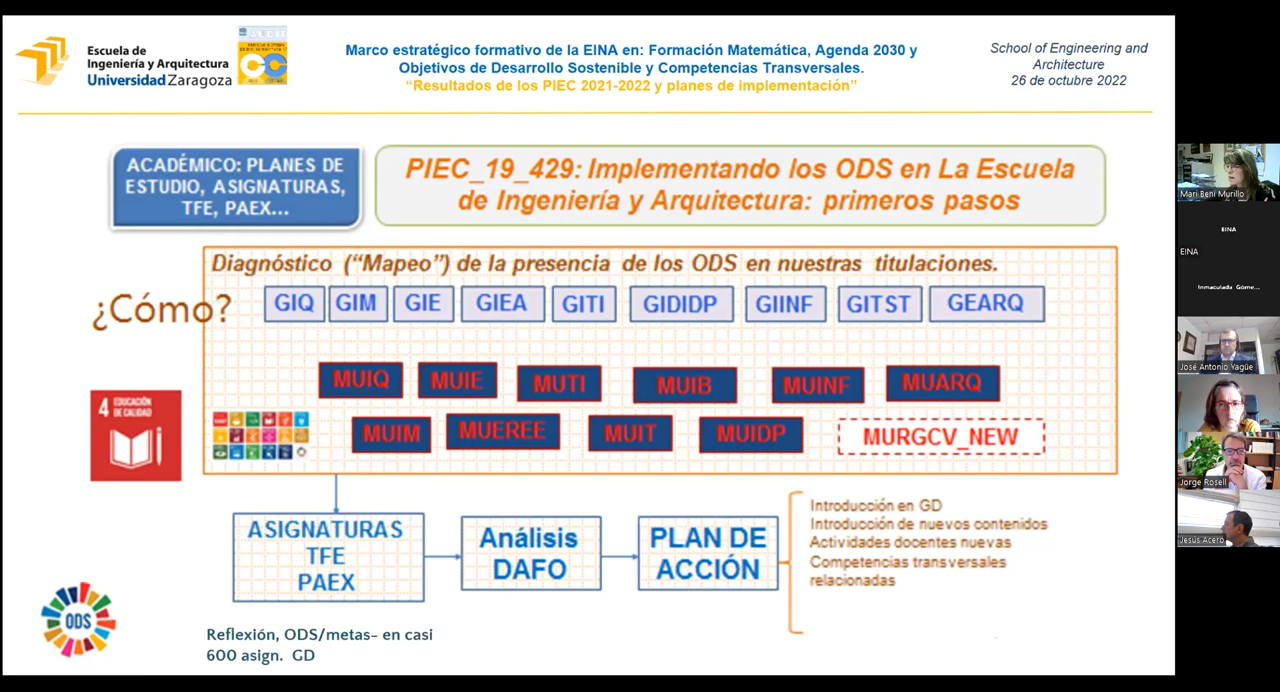 Escuela de
Ingeniería y Arquitectura
Universidad Zaragoza
Marco estratégico formativo de la EINA en: Formación Matemática, Agenda 2030 y
Objetivos de Desarrollo Sostenible y Competencias Transversales.
“Resultados de los PIEC 2021-2022 y planes de implementación”
School of Engineering and
Architecture
26 de octubre 2022
ACADÉMICO: PLANES DE
ESTUDIO, ASIGNATURAS,
TFE, PAEX...
PIEC_19_429: Implementando los ODS en La Escuela
de Ingeniería y Arquitectura: primeros pasos
Diagnóstico (“Mapeo”) de la presencia de los ODS en nuestras titulaciones.
¿Cómo?
GIQ GIM GIE GIEA GITI GIDIDP GIINF GITST GEARQ
MUIQ MUIE MUTI MUIB MUINF MUARQ
MUIM MUEREE MUIT MUIDP MURGCV_NEW
4 EDUCACIÓN
DE CALIDAD
ASIGNATURAS
TFE
PAEX
Análisis
DAFO
PLAN DE
ACCIÓN
Introducción en GD
Introducción de nuevos contenidos
Actividades docentes nuevas
Competencias transversales
relacionadas
ODS
Reflexión, ODS/metas- en casi
600 asign. GD
Mari Beni Murillo
EINA
EINA
Inmaculada Góme...
José Antonio Yagüe
Jorge Rosell
Jesús Acero